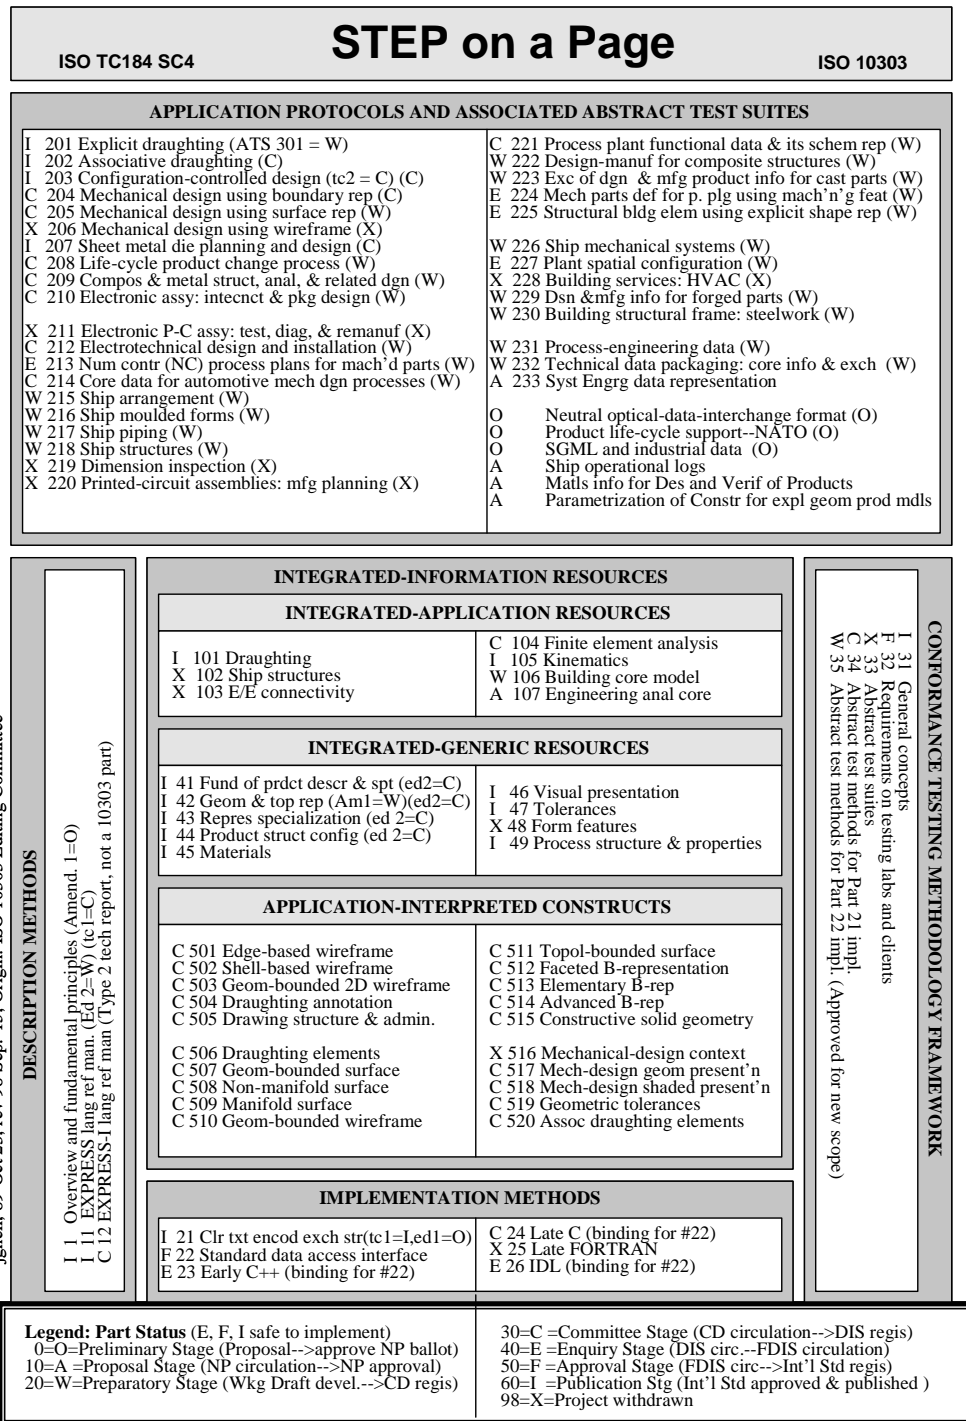 STEP on a Page
ISO TC184 SC4
ISO 10303
APPLICATION PROTOCOLS AND ASSOCIATED ABSTRACT TEST SUITES
I 201 Explicit draughting (ATS 301 = W)
I 202 Associative draughting (C)
I 203 Configuration-controlled design (tc2 = C) (C)
C 204 Mechanical design using boundary rep (C)
C 205 Mechanical design using surface rep (W)
X 206 Mechanical design using wireframe (X)
I 207 Sheet metal die planning and design (C)
C 208 Life-cycle product change process (W)
C 209 Compos & metal struct, anal, & related dgn (W)
C 210 Electronic assy: intecnct & pkg design (W)
X 211 Electronic P-C assy: test, diag, & remanuf (X)
C 212 Electrotechnical design and installation (W)
E 213 Num contr (NC) process plans for mach'd parts (W)
C 214 Core data for automotive mech dgn processes (W)
W 215 Ship arrangement (W)
W 216 Ship moulded forms (W)
W 217 Ship piping (W)
W 218 Ship structures (W)
X 219 Dimension inspection (X)
X 220 Printed-circuit assemblies: mfg planning (X)
C 221 Process plant functional data & its schem rep (W)
W 222 Design-manuf for composite structures (W)
W 223 Exc of dgn & mfg product info for cast parts (W)
E 224 Mech parts def for p. plg using mach'n'g feat (W)
E 225 Structural bldg elem using explicit shape rep (W)
W 226 Ship mechanical systems (W)
E 227 Plant spatial configuration (W)
X 228 Building services: HVAC (X)
W 229 Dsn &mfg info for forged parts (W)
W 230 Building structural frame: steelwork (W)
W 231 Process-engineering data (W)
W 232 Technical data packaging: core info & exch (W)
A 233 Syst Engrg data representation
O Neutral optical-data-interchange format (O)
O Product life-cycle support--NATO (O)
O SGML and industrial data (O)
A Ship operational logs
A Matls info for Des and Verif of Products
A Parametrization of Constr for expl geom prod mdls
DESCRIPTION METHODS
I 1 Overview and fundamental principles (Amend. 1=O)
I 11 EXPRESS lang ref man. (Ed 2=W) (tc1=C)
C 12 EXPRESS-I lang ref man (Type 2 tech report, not a 10303 part)
INTEGRATED-INFORMATION RESOURCES
INTEGRATED-APPLICATION RESOURCES
I 101 Draughting
X 102 Ship structures
X 103 E/E connectivity
C 104 Finite element analysis
I 105 Kinematics
W 106 Building core model
A 107 Engineering anal core
INTEGRATED-GENERIC RESOURCES
I 41 Fund of prdct descr & spt (ed2=C)
I 42 Geom & top rep (Am1=W)(ed2=C)
I 43 Repres specialization (ed 2=C)
I 44 Product struct config (ed 2=C)
I 45 Materials
I 46 Visual presentation
I 47 Tolerances
X 48 Form features
I 49 Process structure & properties
APPLICATION-INTERPRETED CONSTRUCTS
C 501 Edge-based wireframe
C 502 Shell-based wireframe
C 503 Geom-bounded 2D wireframe
C 504 Draughting annotation
C 505 Drawing structure & admin.
C 506 Draughting elements
C 507 Geom-bounded surface
C 508 Non-manifold surface
C 509 Manifold surface
C 510 Geom-bounded wireframe
C 511 Topol-bounded surface
C 512 Faceted B-representation
C 513 Elementary B-rep
C 514 Advanced B-rep
C 515 Constructive solid geometry
X 516 Mechanical-design context
C 517 Mech-design geom present'n
C 518 Mech-design shaded present'n
C 519 Geometric tolerances
C 520 Assoc draughting elements
IMPLEMENTATION METHODS
I 21 Clr txt encod exch str(tc1=I,ed1=O)
F 22 Standard data access interface
E 23 Early C++ (binding for #22)
C 24 Late C (binding for #22)
X 25 Late FORTRAN
E 26 IDL (binding for #22)
CONFORMANCE TESTING METHODOLOGY FRAMEWORK
I 31 General concepts
F 32 Requirements on testing labs and clients
X 33 Abstract test suites
C 34 Abstract test methods for Part 21 impl.
W 35 Abstract test methods for Part 22 impl. (Approved for new scope)
Legend: Part Status (E, F, I safe to implement)
0=O=Preliminary Stage (Proposal-->approve NP ballot)
10=A =Proposal Stage (NP circulation-->NP approval)
20=W=Preparatory Stage (Wkg Draft devel.-->CD regis)
30=C =Committee Stage (CD circulation-->DIS regis)
40=E =Enquiry Stage (DIS circ.--FDIS circulation)
50=F =Approval Stage (FDIS circ-->Int'l Std regis)
60=I =Publication Stg (Int'l Std approved & published )
98=X=Project withdrawn